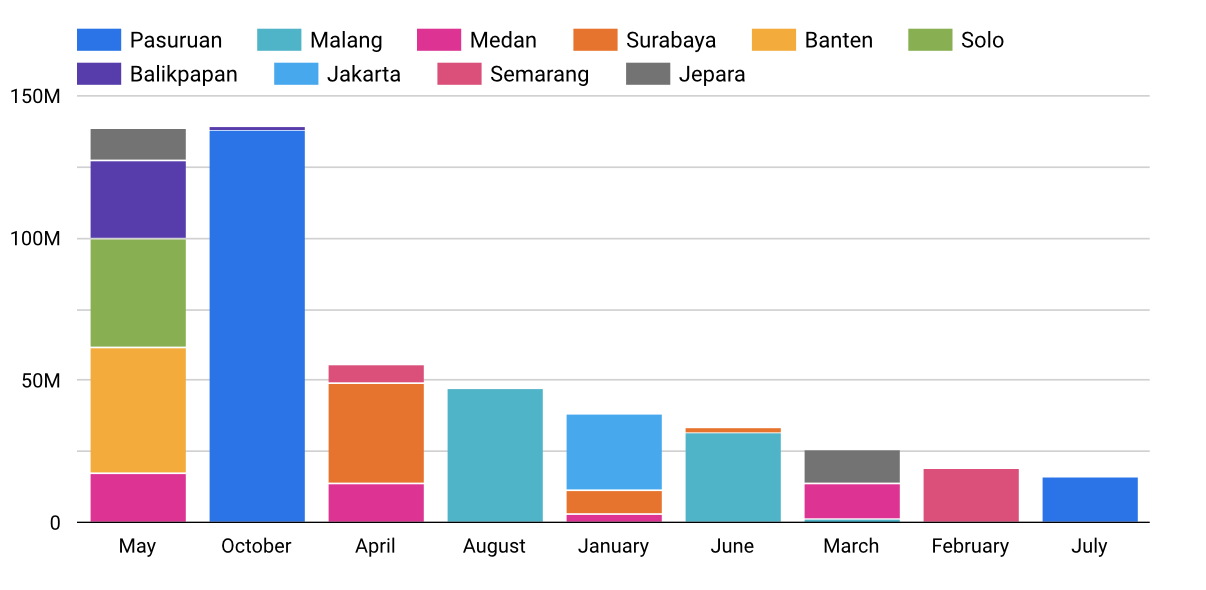 Pasuruan Malang Medan Surabaya Banten Solo
Balikpapan Jakarta Semarang Jepara
150M
100M
50M
0
May October April August January June March February July